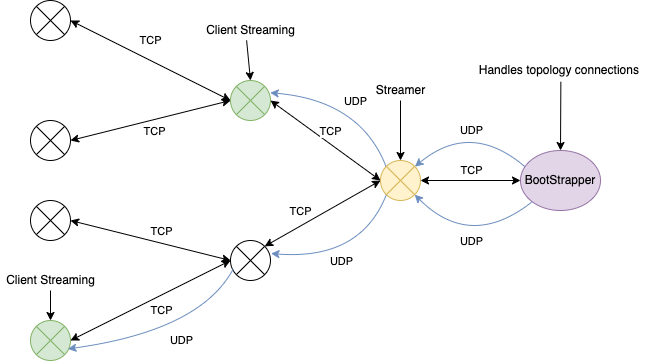 Client Streaming
TCP
Handles topology connections
Streamer
UDP
TCP
TCP
UDP
TCP
BootStrapper
TCP
TCP
UDP
UDP
Client Streaming
TCP
UDP